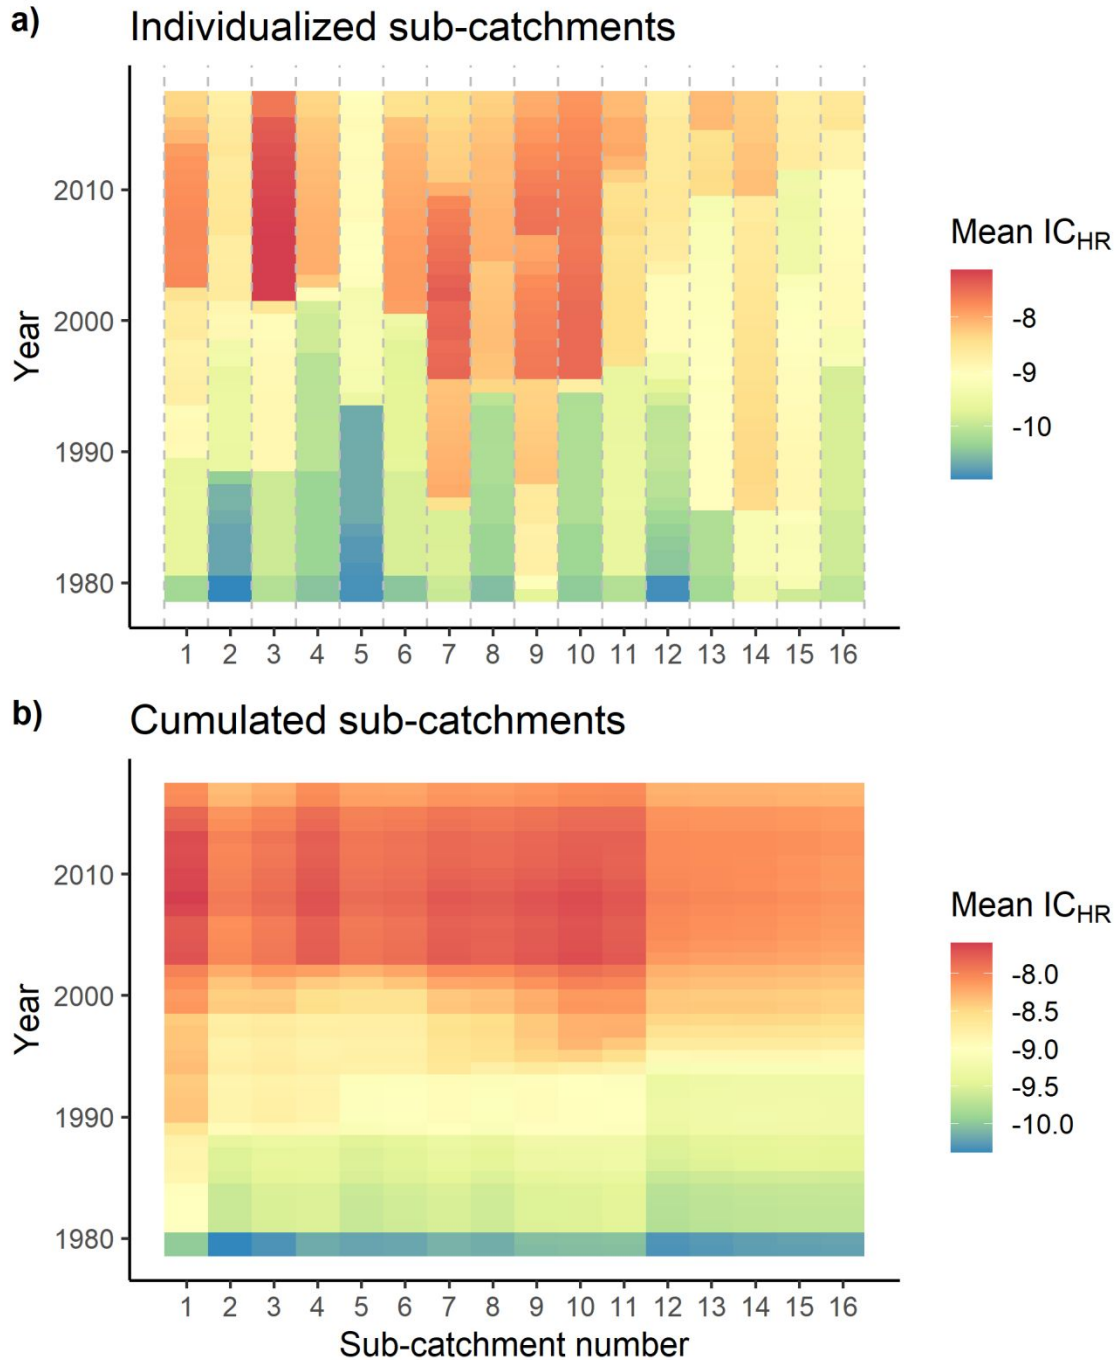 a) Individualized sub-catchments
Year
2010
2000
1990
1980
1 2 3 4 5 6 7 8 9 10 11 12 13 14 15 16
Mean IC_HR
-8
-9
-10
b) Cumulated sub-catchments
Year
2010
2000
1990
1980
1 2 3 4 5 6 7 8 9 10 11 12 13 14 15 16
Sub-catchment number
Mean IC_HR
-8.0
-8.5
-9.0
-9.5
-10.0